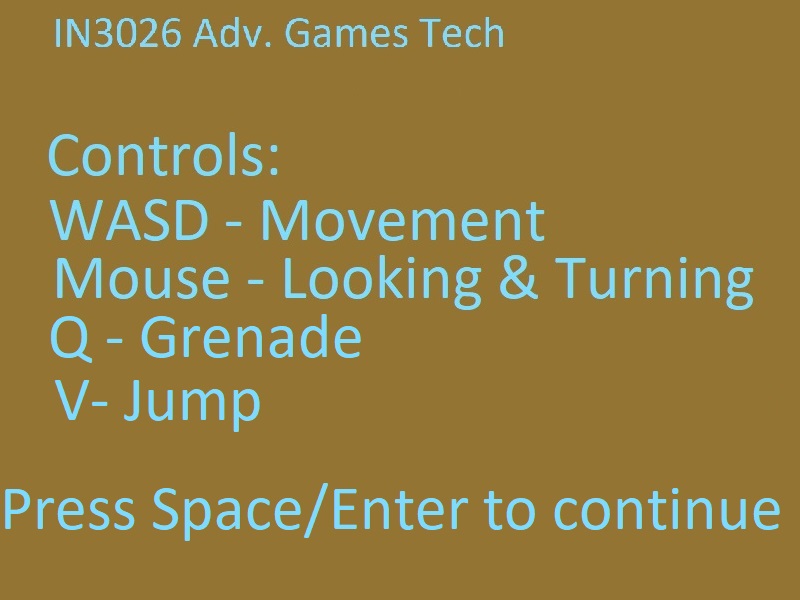 IN3026 Adv. Games Tech
Controls:
WASD - Movement
Mouse - Looking & Turning
Q - Grenade
V- Jump
Press Space/Enter to continue